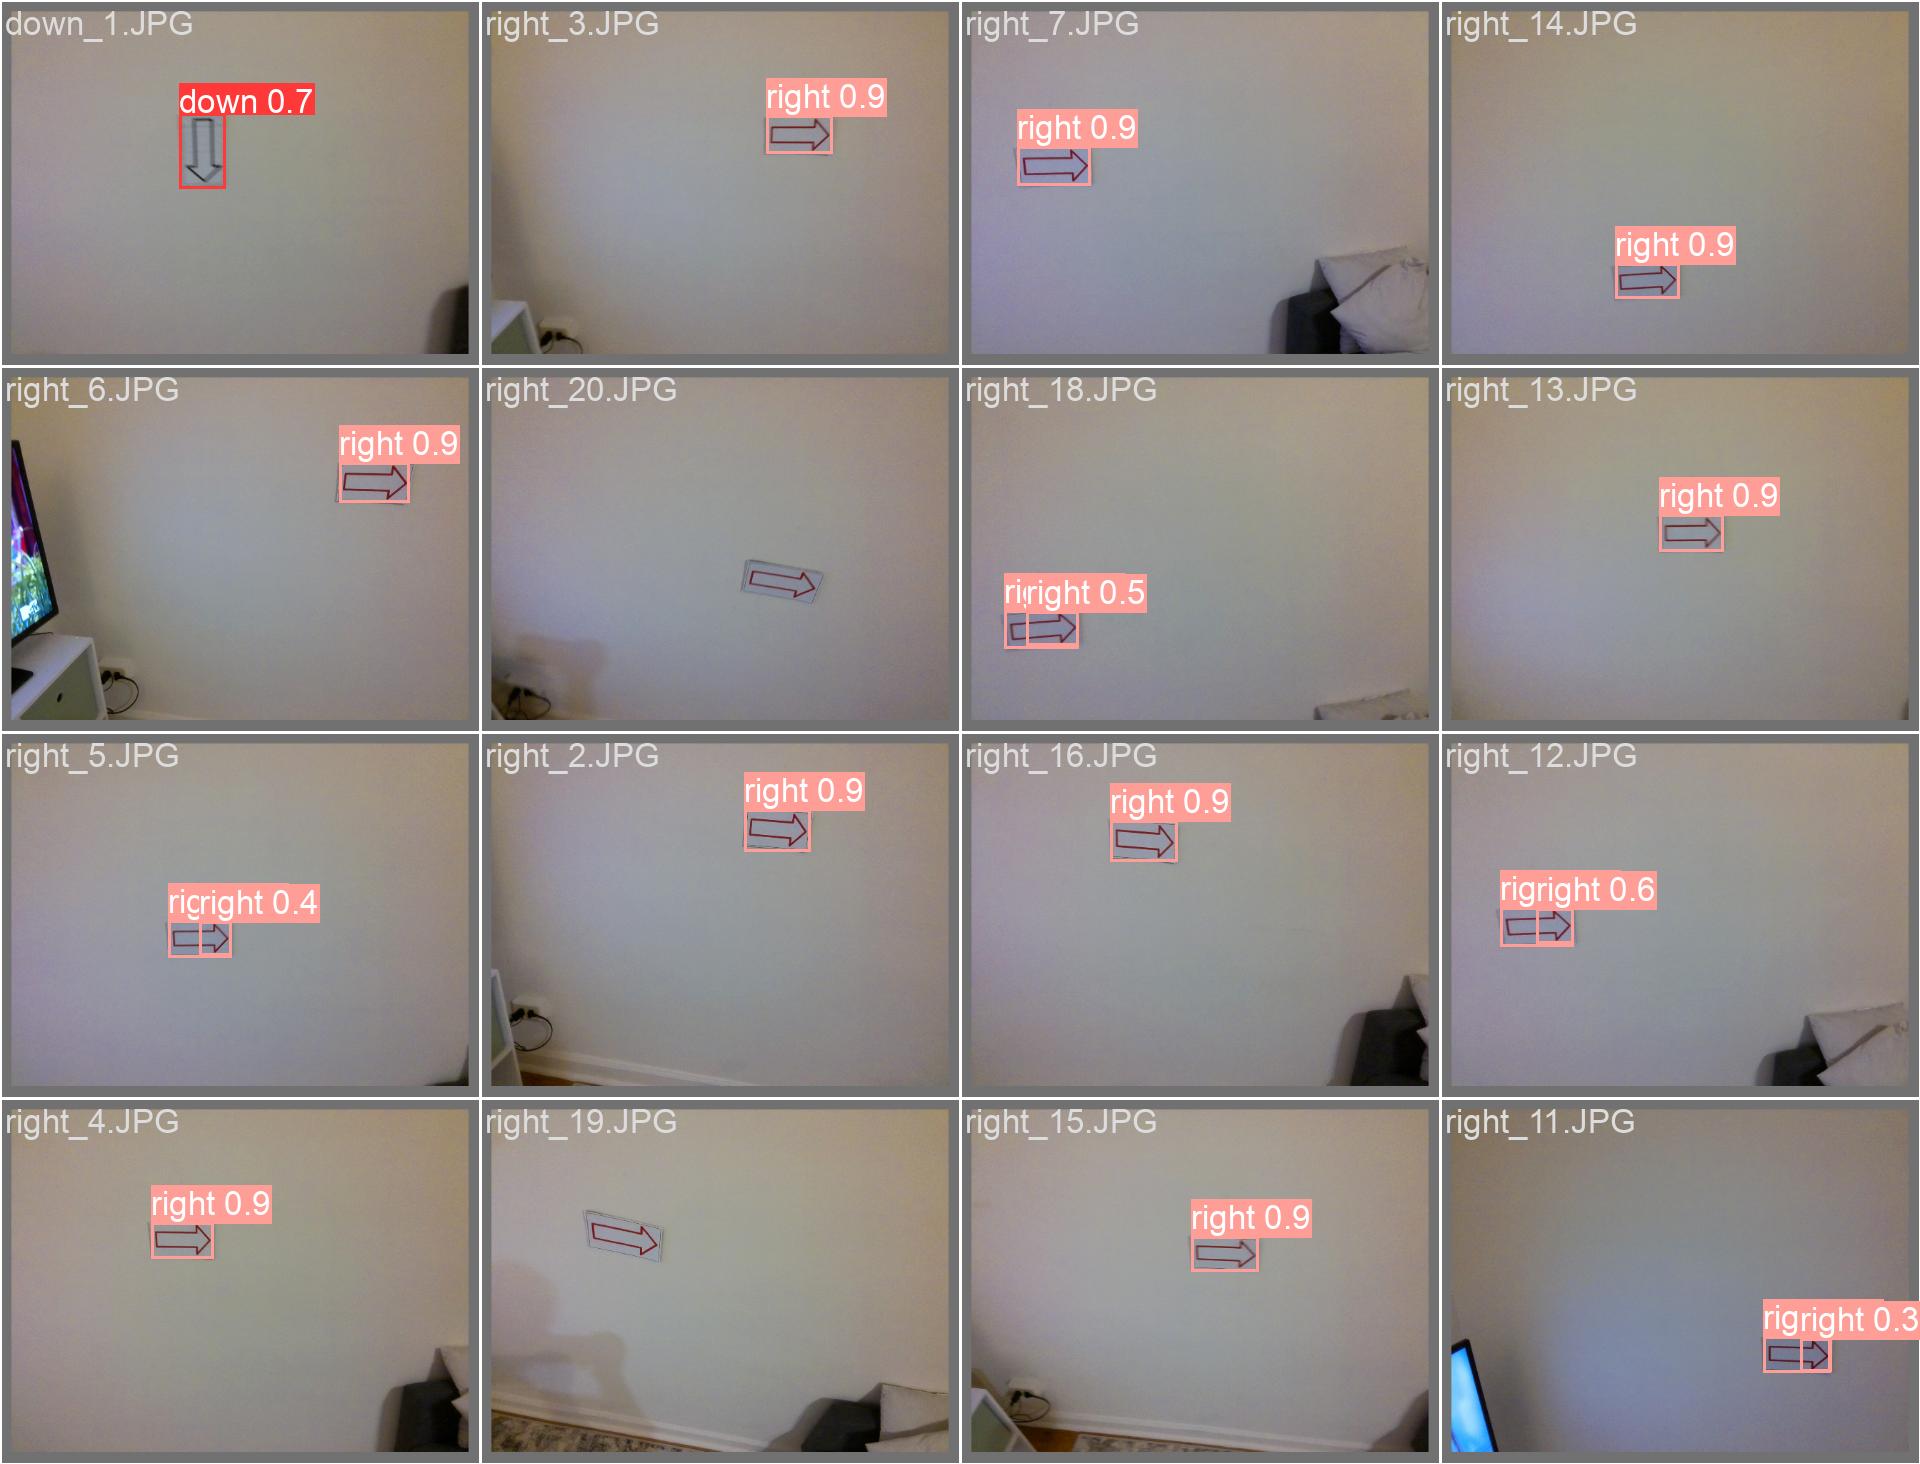 down_1.JPG
down 0.7
right_3.JPG
right 0.9
right_7.JPG
right 0.9
right_14.JPG
right 0.9
right_6.JPG
right 0.9
right_20.JPG
right_18.JPG
right 0.5
right_13.JPG
right 0.9
right_5.JPG
right 0.4
right_2.JPG
right 0.9
right_16.JPG
right 0.9
right_12.JPG
right 0.6
right_4.JPG
right 0.9
right_19.JPG
right_15.JPG
right 0.9
right_11.JPG
right 0.3